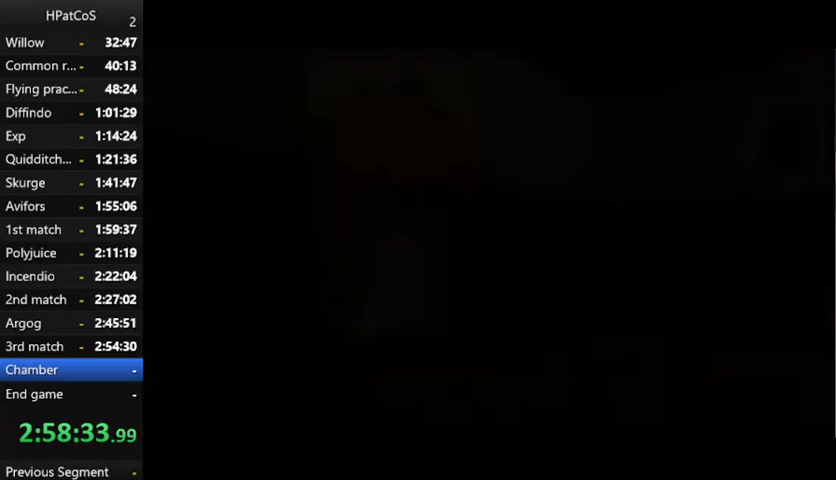 HPatCoS
2
Willow - 32:47
Common r... - 40:13
Flying prac... - 48:24
Diffindo - 1:01:29
Exp - 1:14:24
Quidditch... - 1:21:36
Skurge - 1:41:47
Avifors - 1:55:06
1st match - 1:59:37
Polyjuice - 2:11:19
Incendio - 2:22:04
2nd match - 2:27:02
Argog - 2:45:51
3rd match - 2:54:30
Chamber -
End game -
2:58:33.99
Previous Segment -